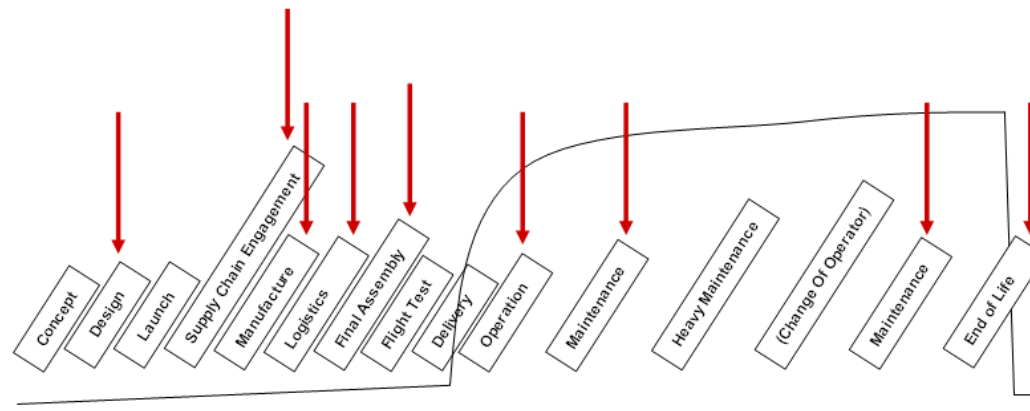 Concept
Design
Launch
Supply Chain Engagement
Manufacture
Logistics
Final Assembly
Flight Test
Delivery
Operation
Maintenance
Heavy Maintenance
(Change Of Operator)
Maintenance
End of Life